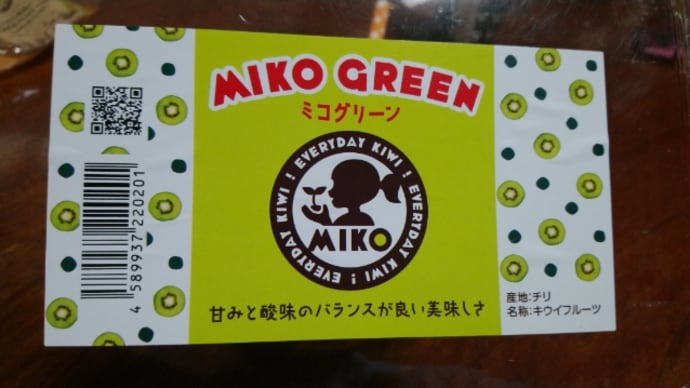 MIKO GREEN
ミコグリーン
EVERYDAY KIWI ! EVERYDAY KIWI ! EVERYDAY KIWI !
MIKO
甘みと酸味のバランスが良い美味しさ
産地:チリ
名称:キウイフルーツ
4 589937 220201